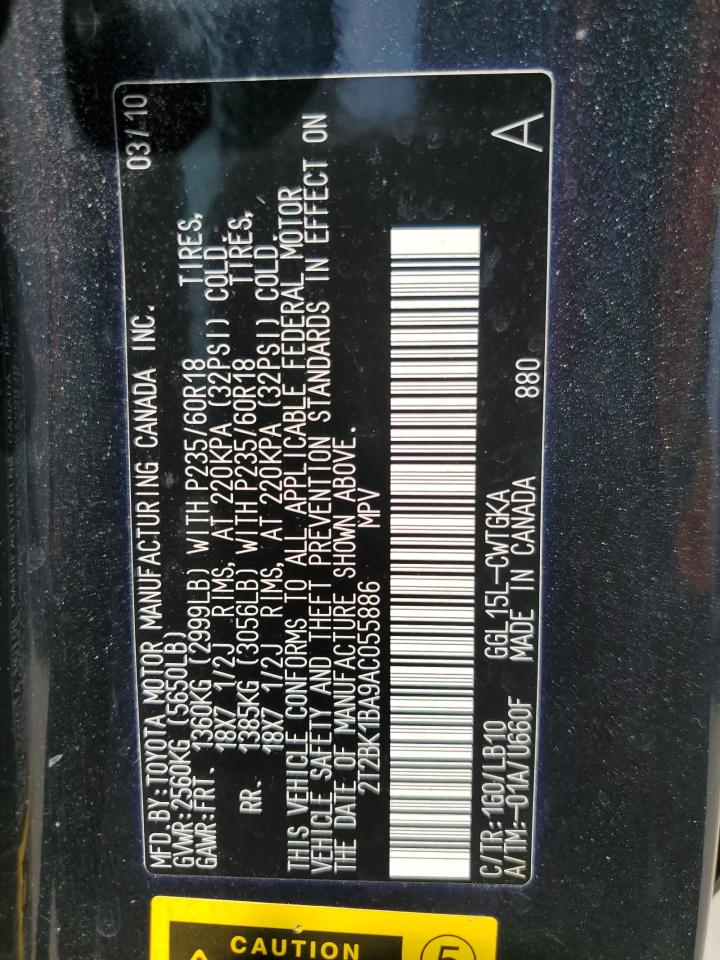 MFD. BY: TOYOTA MOTOR MANUFACTURING CANADA INC. 03/10
GVWR: 2560KG (5650LB)
GAWR: FRT. 1360KG (2999LB) WITH P235/60R18 TIRES,
18X7 1/2J RIMS, AT 220KPA (32PSI) COLD.
RR. 1385KG (3056LB) WITH P235/60R18 TIRES,
18X7 1/2J RIMS, AT 220KPA (32PSI) COLD.
THIS VEHICLE CONFORMS TO ALL APPLICABLE FEDERAL MOTOR
VEHICLE SAFETY AND THEFT PREVENTION STANDARDS IN EFFECT ON
THE DATE OF MANUFACTURE SHOWN ABOVE.
2T2BK1BA9AC055886 MPV
C/TR: 1G0/LB10 GGL15L-CWTGKA
A/TM: -01A/U660F MADE IN CANADA 880 A
CAUTION 5